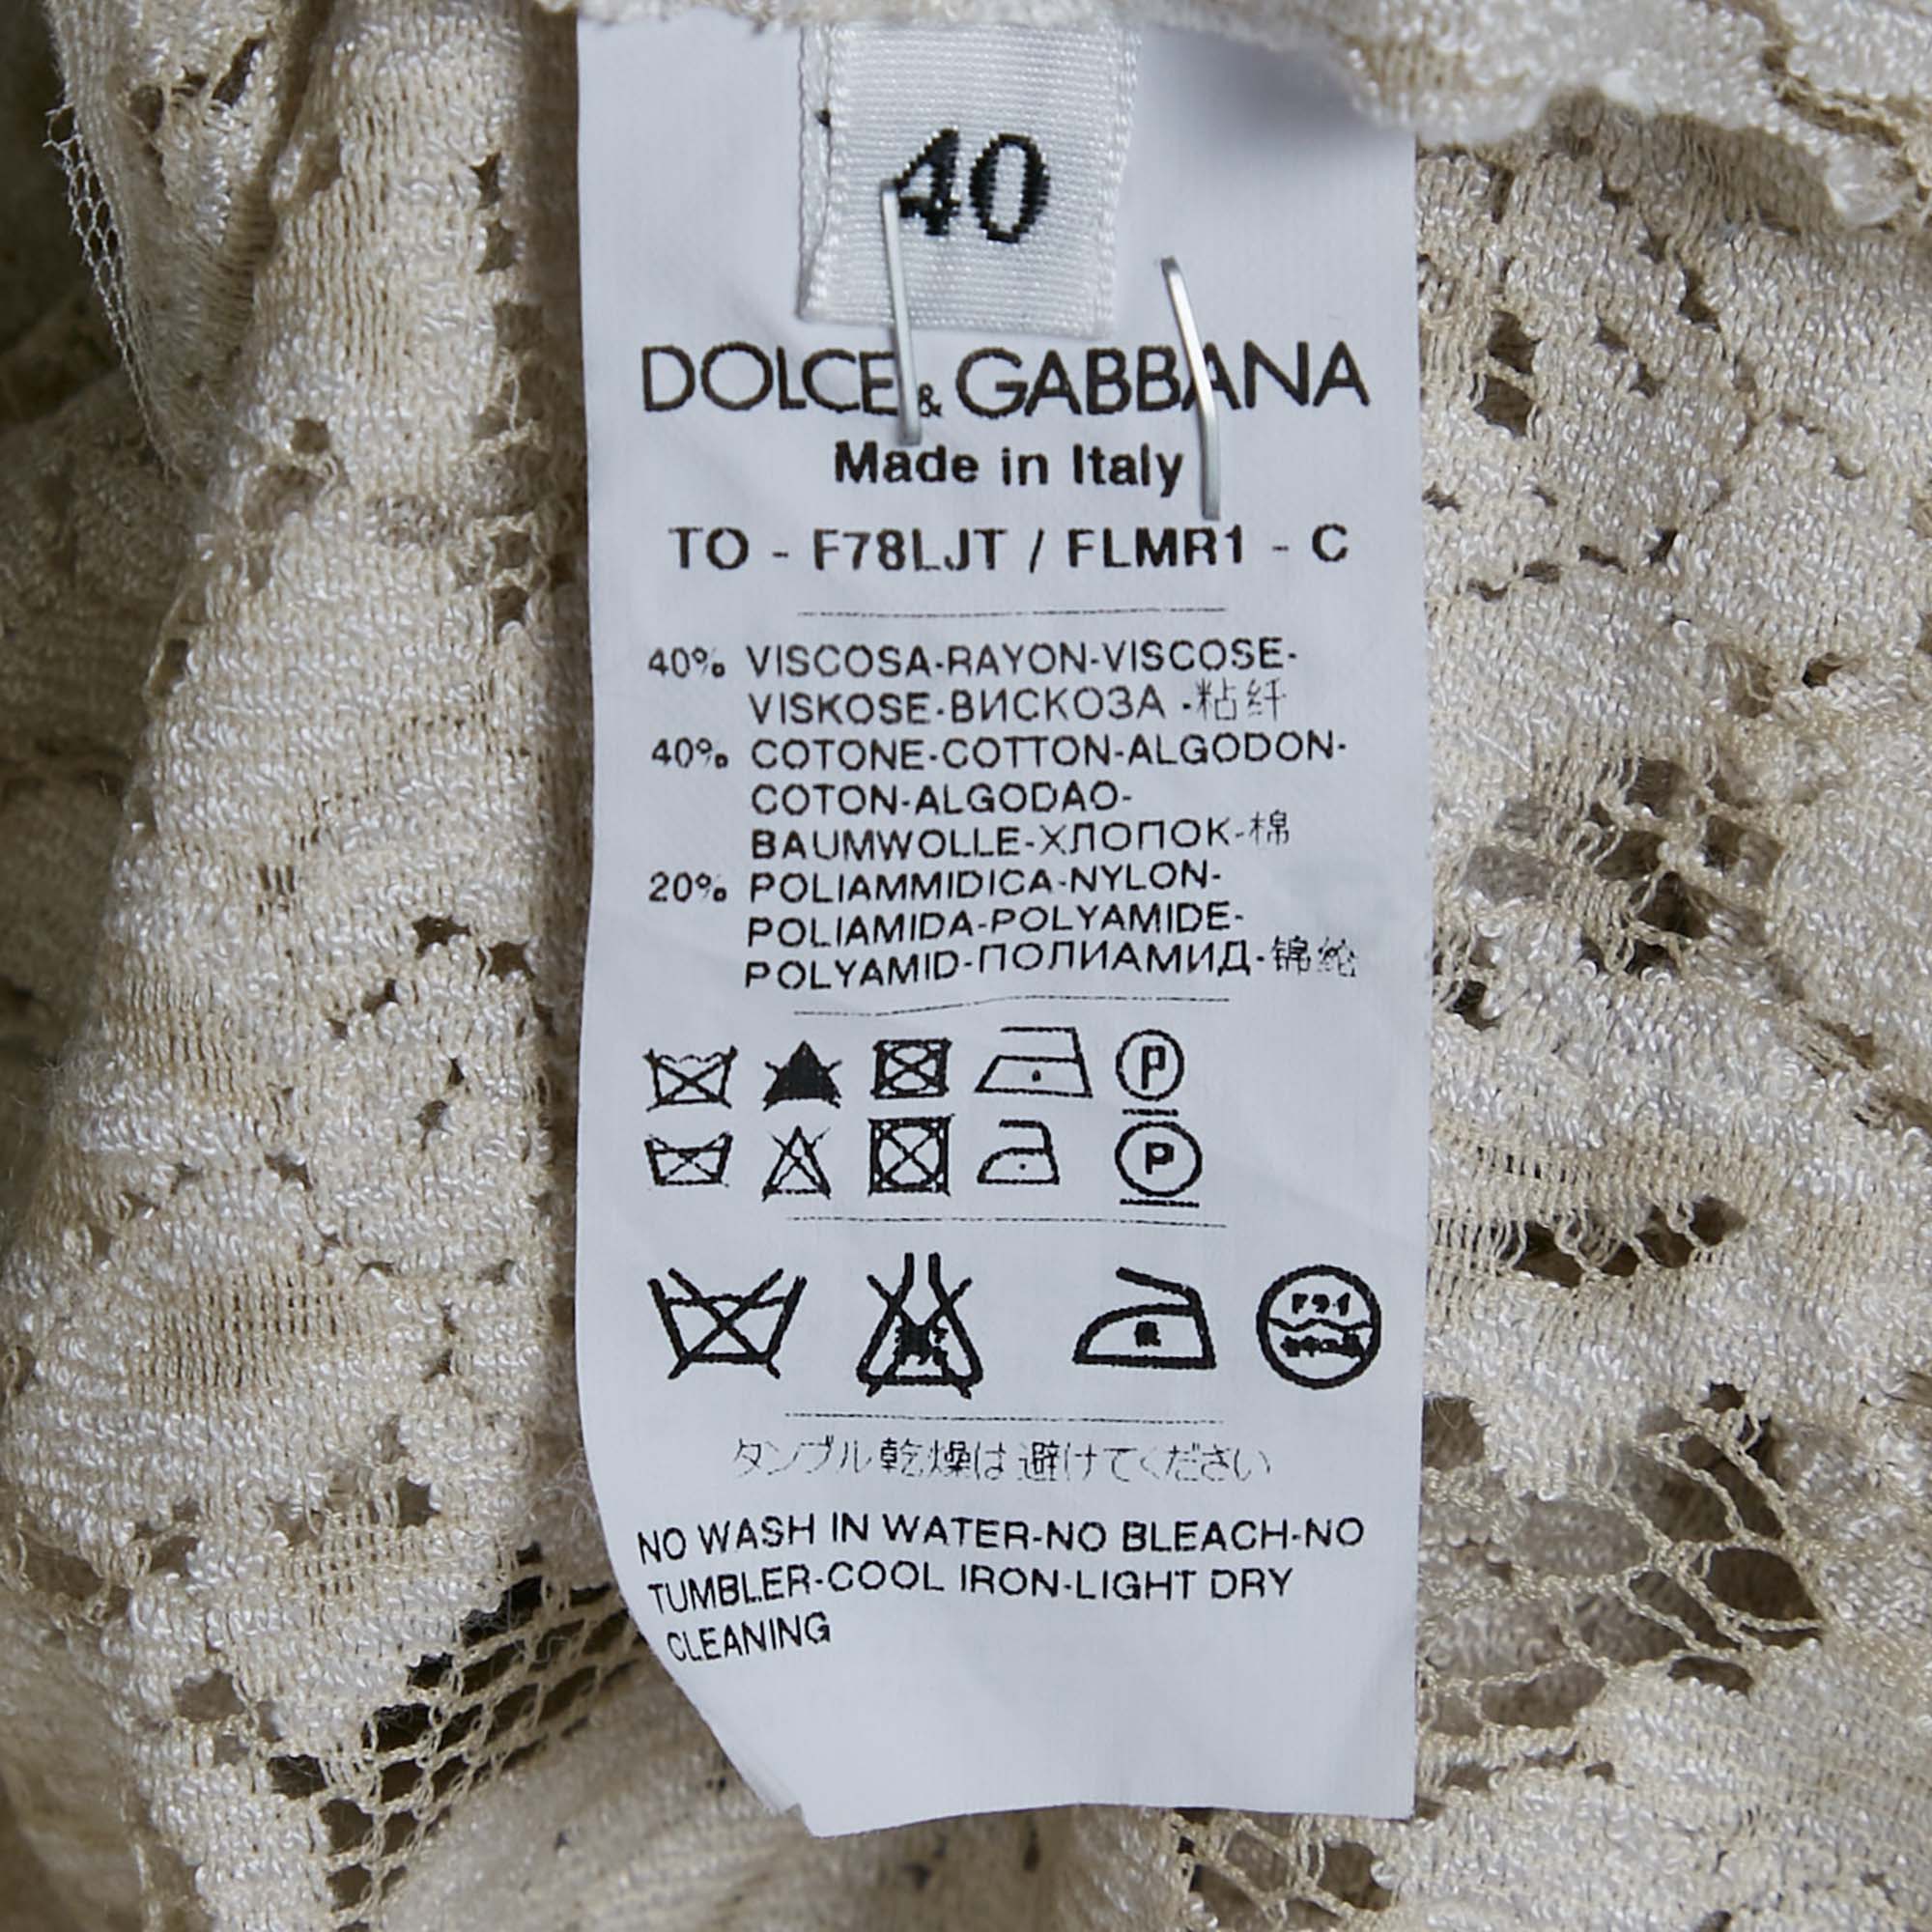 40
DOLCE & GABBANA
Made in Italy
TO - F78LJT / FLMR1 - C
40% VISCOSA-RAYON-VISCOSE-
VISKOSE-ВИСКОЗА -粘纤
40% COTONE-COTTON-ALGODON-
COTON-ALGODAO-
BAUMWOLLE-ХЛОПОК-棉
20% POLIAMMIDICA-NYLON-
POLIAMIDA-POLYAMIDE-
POLYAMID-ПОЛИАМИД-锦纶
P
P
タンブル乾燥は避けてください
NO WASH IN WATER-NO BLEACH-NO
TUMBLER-COOL IRON-LIGHT DRY
CLEANING